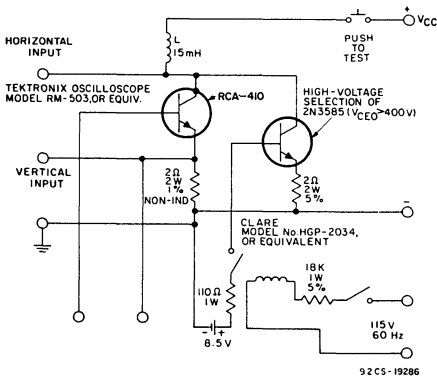 +
VCC
PUSH
TO
TEST
L
15mH
HORIZONTAL
INPUT
TEKTRONIX OSCILLOSCOPE
MODEL RM-503,OR EQUIV.
RCA-410
HIGH-VOLTAGE
SELECTION OF
2N3585(VCEO>400V)
VERTICAL
INPUT
2Ω
2W
1%
NON-IND
2Ω
2W
5%
-
CLARE
MODEL No.HGP-2034,
OR EQUIVALENT
110Ω
1W
18K
1W
5%
- +
8.5V
115V
60 Hz
92CS-19286